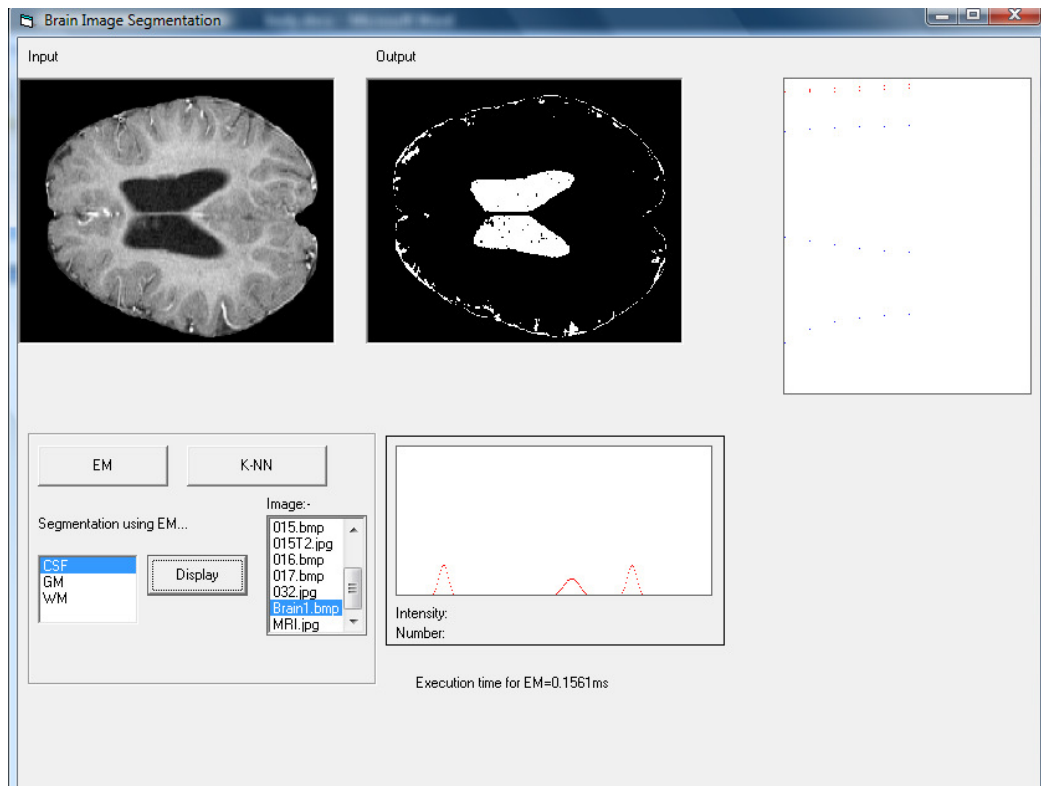 Brain Image Segmentation
Input
Output
EM
K-NN
Image:-
Segmentation using EM...
015.bmp
015T2.jpg
016.bmp
017.bmp
032.jpg
Brain1.bmp
MRI.jpg
CSF
GM
WM
Display
Intensity:
Number:
Execution time for EM=0.1561ms